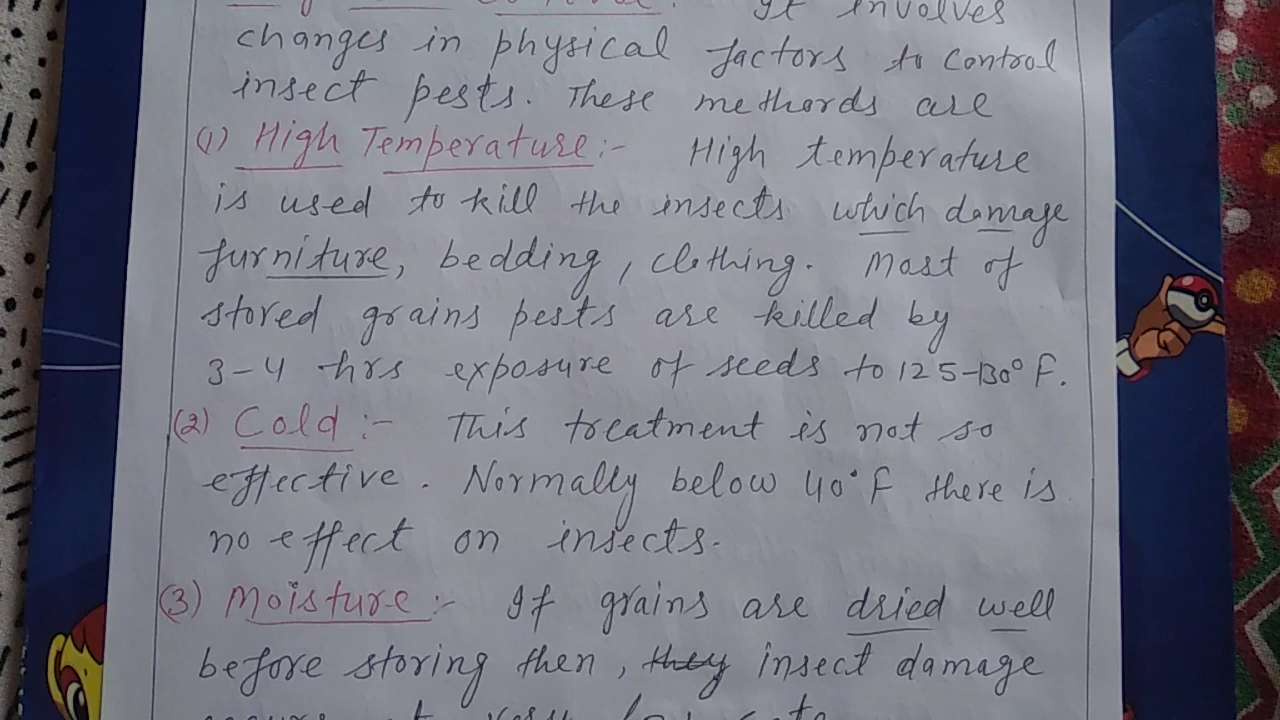 It involves
changes in physical factors to control
insect pests. These methords are
(1) High Temperature:- High temperature
is used to kill the insects which damage
furniture, bedding, clothing. Most of
stored grains pests are killed by
3-4 hrs exposure of seeds to 125-130°F.
(2) Cold:- This treatment is not so
effective. Normally below 40°F there is
no effect on insects.
(3) Moisture:- If grains are dried well
before storing then, they insect damage